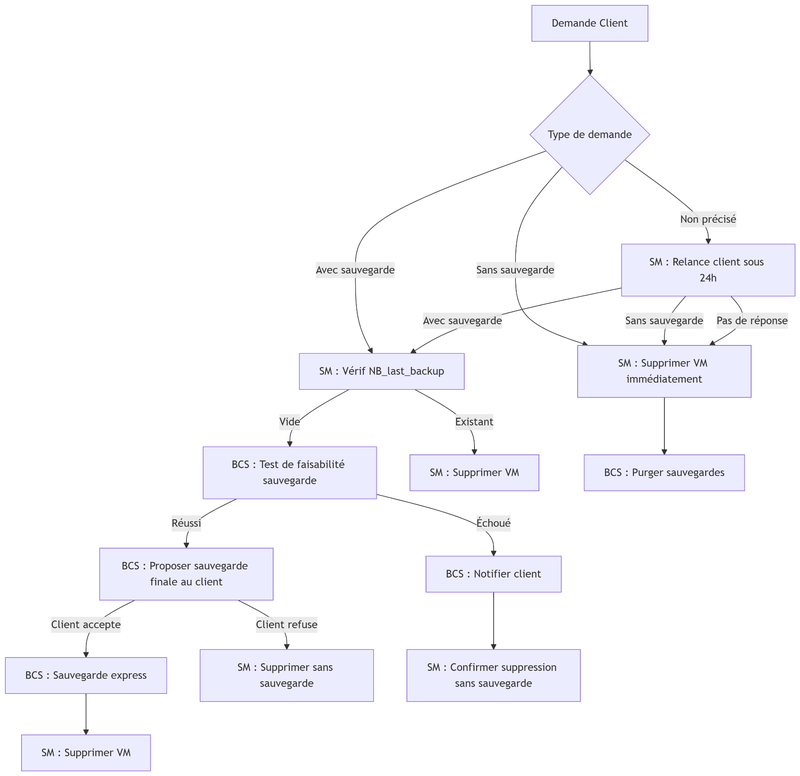 Demande Client
Type de demande
Non précisé
SM : Relance client sous
24h
Avec sauvegarde
Sans sauvegarde
Avec sauvegarde
Sans sauvegarde
Pas de réponse
SM : Vérif NB_last_backup
SM : Supprimer VM
immédiatement
Vide
Existant
BCS : Test de faisabilité
sauvegarde
SM : Supprimer VM
BCS : Purger sauvegardes
Réussi
Échoué
BCS : Proposer sauvegarde
finale au client
BCS : Notifier client
Client accepte
Client refuse
BCS : Sauvegarde express
SM : Supprimer sans
sauvegarde
SM : Confirmer suppression
sans sauvegarde
SM : Supprimer VM